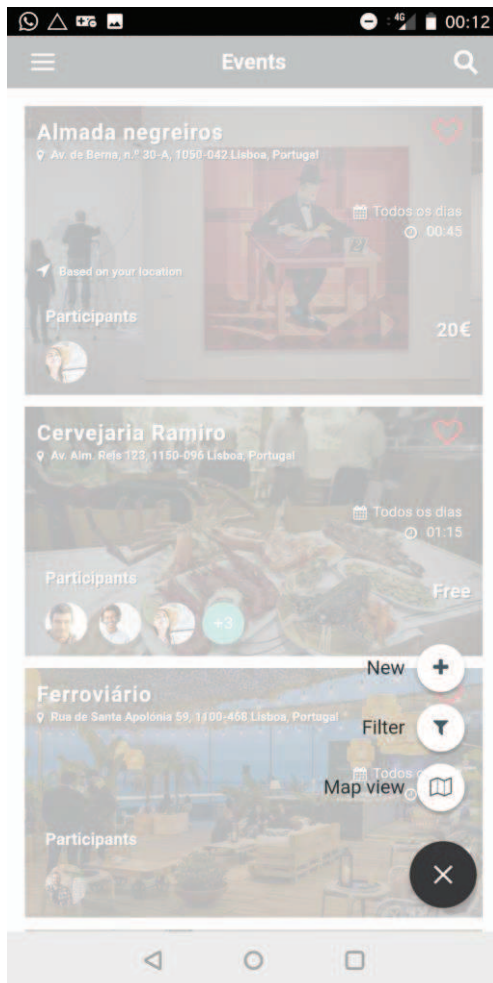 4G
00:12
Events
Almada negreiros
Av. de Berna, n.º 30-A, 1050-042 Lisboa, Portugal
Todos os dias
00:45
Based on your location
Participants
20€
Cervejaria Ramiro
Av. Alm. Reis 123, 1150-096 Lisboa, Portugal
Todos os dias
01:15
Participants
Free
+3
New
Ferroviário
Rua de Santa Apolónia 59, 1100-468 Lisboa, Portugal
Filter
Todos
Map view
Participants